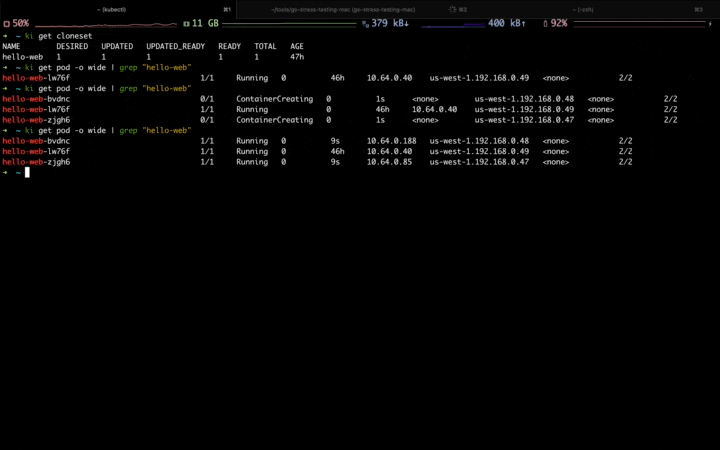 ~ (kubectl) ⌘1 ~/tools/go-stress-testing-mac (go-stress-testing-mac) ⌘2 ~ (-zsh) ⌘3
50% 11 GB 379 kB↓ 400 kB↑ 92%
➜ ~ ki get cloneset
NAME DESIRED UPDATED UPDATED_READY READY TOTAL AGE
hello-web 1 1 1 1 1 47h
➜ ~ ki get pod -o wide | grep "hello-web"
hello-web-lw76f 1/1 Running 0 46h 10.64.0.40 us-west-1.192.168.0.49 <none> 2/2
➜ ~ ki get pod -o wide | grep "hello-web"
hello-web-bvdnc 0/1 ContainerCreating 0 1s <none> us-west-1.192.168.0.48 <none> 2/2
hello-web-lw76f 1/1 Running 0 46h 10.64.0.40 us-west-1.192.168.0.49 <none> 2/2
hello-web-zjgh6 0/1 ContainerCreating 0 1s <none> us-west-1.192.168.0.47 <none> 2/2
➜ ~ ki get pod -o wide | grep "hello-web"
hello-web-bvdnc 1/1 Running 0 9s 10.64.0.188 us-west-1.192.168.0.48 <none> 2/2
hello-web-lw76f 1/1 Running 0 46h 10.64.0.40 us-west-1.192.168.0.49 <none> 2/2
hello-web-zjgh6 1/1 Running 0 9s 10.64.0.85 us-west-1.192.168.0.47 <none> 2/2
➜ ~